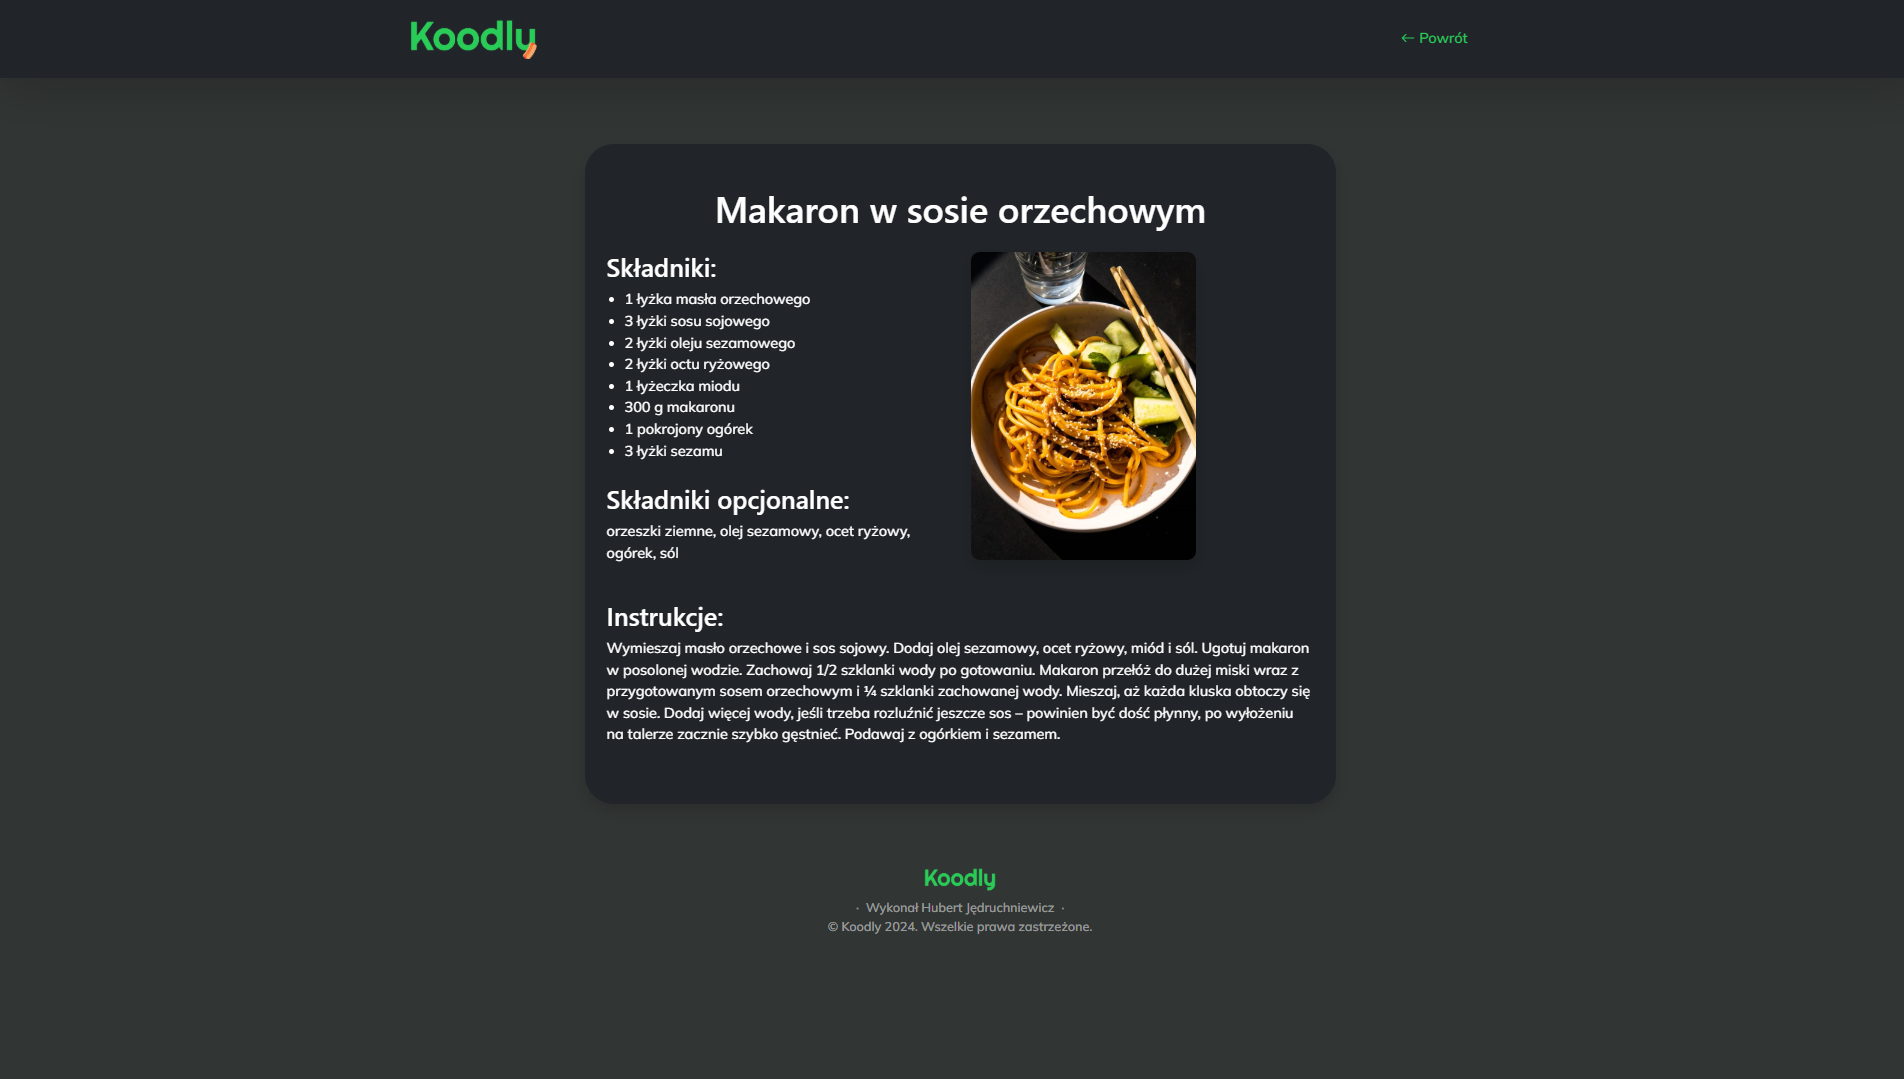 Koodly
← Powrót
Makaron w sosie orzechowym
Składniki:
• 1 łyżka masła orzechowego
• 3 łyżki sosu sojowego
• 2 łyżki oleju sezamowego
• 2 łyżki octu ryżowego
• 1 łyżeczka miodu
• 300 g makaronu
• 1 pokrojony ogórek
• 3 łyżki sezamu
Składniki opcjonalne:
orzeszki ziemne, olej sezamowy, ocet ryżowy,
ogórek, sól
Instrukcje:
Wymieszaj masło orzechowe i sos sojowy. Dodaj olej sezamowy, ocet ryżowy, miód i sól. Ugotuj makaron
w posolonej wodzie. Zachowaj 1/2 szklanki wody po gotowaniu. Makaron przełóż do dużej miski wraz z
przygotowanym sosem orzechowym i ¼ szklanki zachowanej wody. Mieszaj, aż każda kluska obtoczy się
w sosie. Dodaj więcej wody, jeśli trzeba rozluźnić jeszcze sos – powinien być dość płynny, po wyłożeniu
na talerze zacznie szybko gęstnieć. Podawaj z ogórkiem i sezamem.
Koodly
· Wykonał Hubert Jędruchniewicz ·
© Koodly 2024. Wszelkie prawa zastrzeżone.